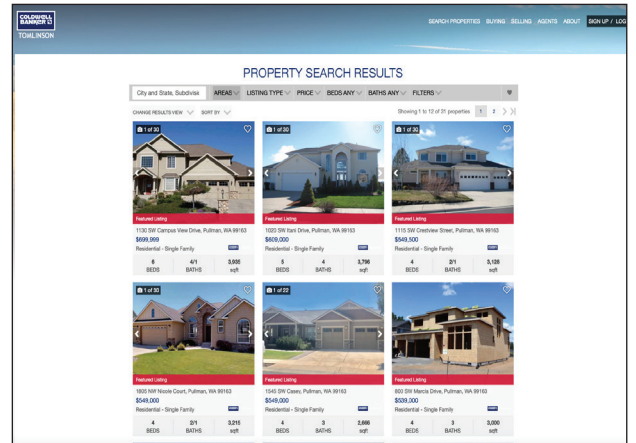 COLDWELL
BANKER
TOMLINSON
SEARCH PROPERTIES BUYING SELLING AGENTS ABOUT SIGN UP / LOG
PROPERTY SEARCH RESULTS
City and State, Subdivisi AREAS LISTING TYPE PRICE BEDS ANY BATHS ANY FILTERS
CHANGE RESULTS VIEW SORT BY Showing 1 to 12 of 21 properties 1 2
1 of 30
Featured Listing
1130 SW Campus View Drive, Pullman, WA 99163
$699,999
Residential - Single Family
6 4/1 3,935
BEDS BATHS sqft
1 of 30
Featured Listing
1020 SW Itani Drive, Pullman, WA 99163
$609,000
Residential - Single Family
5 4 3,796
BEDS BATHS sqft
1 of 30
Featured Listing
1115 SW Crestview Street, Pullman, WA 99163
$549,500
Residential - Single Family
4 2/1 3,128
BEDS BATHS sqft
1 of 30
Featured Listing
1805 NW Nicole Court, Pullman, WA 99163
$549,000
Residential - Single Family
4 2/1 3,215
BEDS BATHS sqft
1 of 22
Featured Listing
1045 SW Casey, Pullman, WA 99163
$549,000
Residential - Single Family
4 3 2,666
BEDS BATHS sqft
Featured Listing
800 SW Marcia Drive, Pullman, WA 99163
$539,000
Residential - Single Family
4 3 3,000
BEDS BATHS sqft